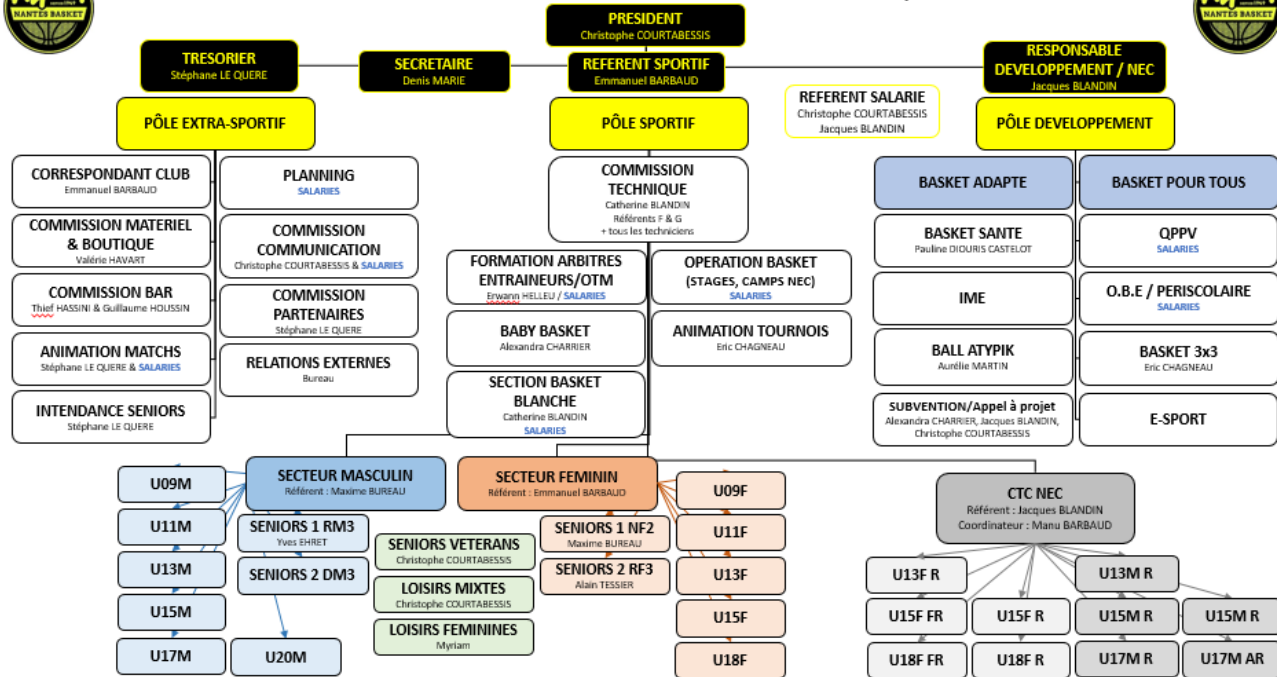 NANTES BASKET
NANTES BASKET
PRESIDENT
Christophe COURTABESSIS
TRESORIER
Stéphane LE QUERE
SECRETAIRE
Denis MARIE
REFERENT SPORTIF
Emmanuel BARBAUD
RESPONSABLE
DEVELOPPEMENT / NEC
Jacques BLANDIN
REFERENT SALARIE
Christophe COURTABESSIS
Jacques BLANDIN
PÔLE EXTRA-SPORTIF
CORRESPONDANT CLUB
Emmanuel BARBAUD
COMMISSION MATERIEL
& BOUTIQUE
Valérie HAVART
COMMISSION BAR
Thief HASSINI & Guillaume HOUSSIN
ANIMATION MATCHS
Stéphane LE QUERE & SALARIES
INTENDANCE SENIORS
Stéphane LE QUERE
PLANNING
SALARIES
COMMISSION
COMMUNICATION
Christophe COURTABESSIS & SALARIES
COMMISSION
PARTENAIRES
Stéphane LE QUERE
RELATIONS EXTERNES
Bureau
PÔLE SPORTIF
COMMISSION
TECHNIQUE
Catherine BLANDIN
Référents F & G
+ tous les techniciens
FORMATION ARBITRES
ENTRAINEURS/OTM
Erwann HELLEU / SALARIES
BABY BASKET
Alexandra CHARRIER
SECTION BASKET
BLANCHE
Catherine BLANDIN
SALARIES
OPERATION BASKET
(STAGES, CAMPS NEC)
SALARIES
ANIMATION TOURNOIS
Eric CHAGNEAU
PÔLE DEVELOPPEMENT
BASKET ADAPTE
BASKET SANTE
Pauline DIOURIS CASTELOT
IME
BALL ATYPIK
Aurélie MARTIN
SUBVENTION/Appel à projet
Alexandra CHARRIER, Jacques BLANDIN,
Christophe COURTABESSIS
BASKET POUR TOUS
QPPV
SALARIES
O.B.E / PERISCOLAIRE
SALARIES
BASKET 3x3
Eric CHAGNEAU
E-SPORT
SECTEUR MASCULIN
Référent : Maxime BUREAU
U09M
U11M
U13M
U15M
U17M
SENIORS 1 RM3
Yves EHRET
SENIORS 2 DM3
U20M
SENIORS VETERANS
Christophe COURTABESSIS
LOISIRS MIXTES
Christophe COURTABESSIS
LOISIRS FEMININES
Myriam
SECTEUR FEMININ
Référent : Emmanuel BARBAUD
SENIORS 1 NF2
Maxime BUREAU
SENIORS 2 RF3
Alain TESSIER
U09F
U11F
U13F
U15F
U18F
CTC NEC
Référent : Jacques BLANDIN
Coordinateur : Manu BARBAUD
U13F R
U13M R
U15F FR
U15F R
U15M R
U15M R
U18F FR
U18F R
U17M R
U17M AR